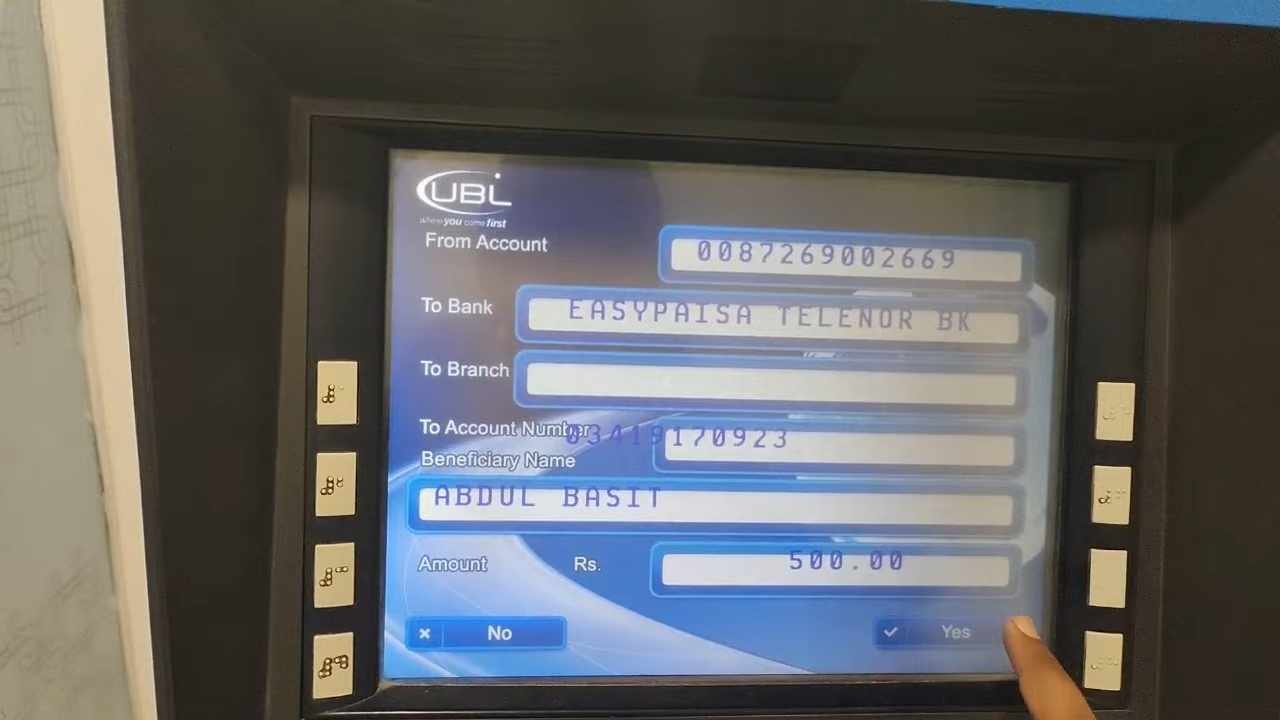 UBL
where you come first
From Account 0087269002669
To Bank EASYPAISA TELENOR BK
To Branch
To Account Number 03419170923
Beneficiary Name
ABDUL BASIT
Amount Rs. 500.00
No Yes